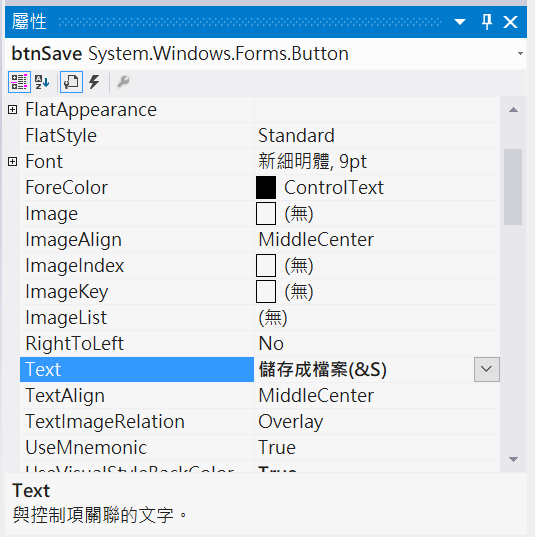 屬性
btnSave System.Windows.Forms.Button
FlatAppearance
FlatStyle Standard
Font 新細明體, 9pt
ForeColor ControlText
Image (無)
ImageAlign MiddleCenter
ImageIndex (無)
ImageKey (無)
ImageList (無)
RightToLeft No
Text 儲存成檔案(&S)
TextAlign MiddleCenter
TextImageRelation Overlay
UseMnemonic True
UseVisualStyleBackColor True
Text
與控制項關聯的文字。